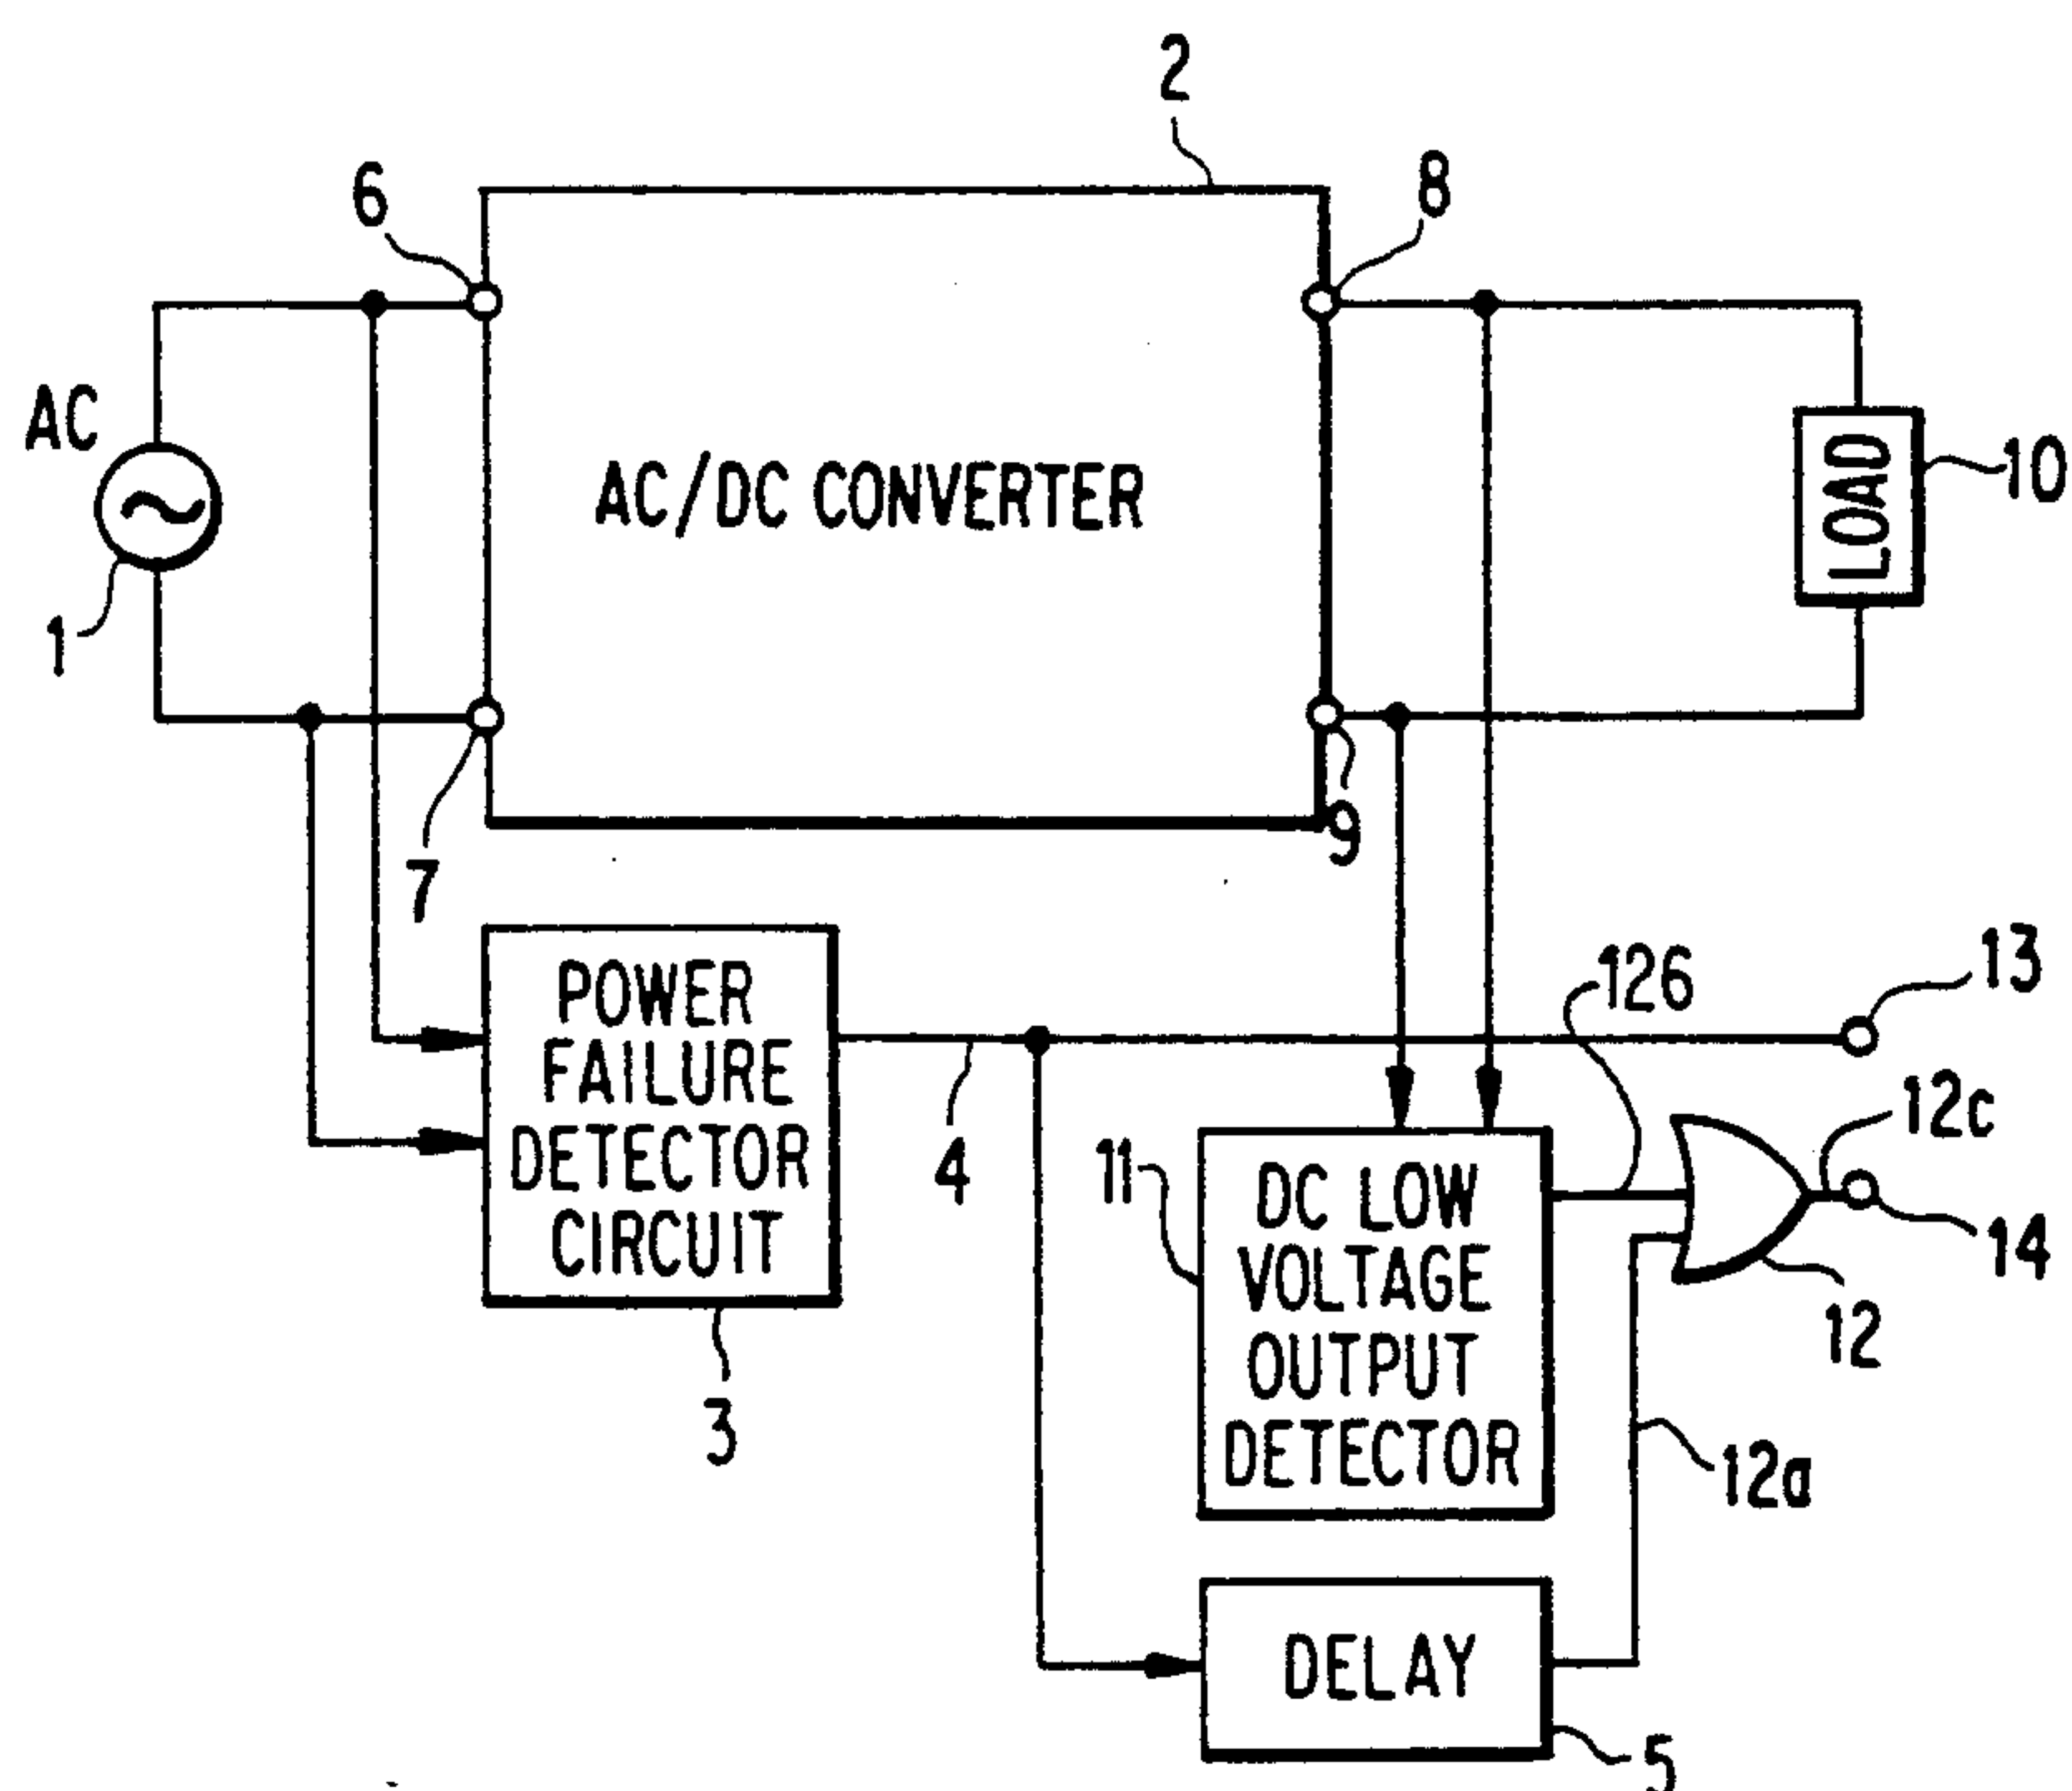 2
6
8
AC
AC/DC CONVERTER
LOAD
10
1
7
9
POWER
FAILURE
DETECTOR
CIRCUIT
3
4
126
13
12c
14
12
11
DC LOW
VOLTAGE
OUTPUT
DETECTOR
12a
DELAY
5